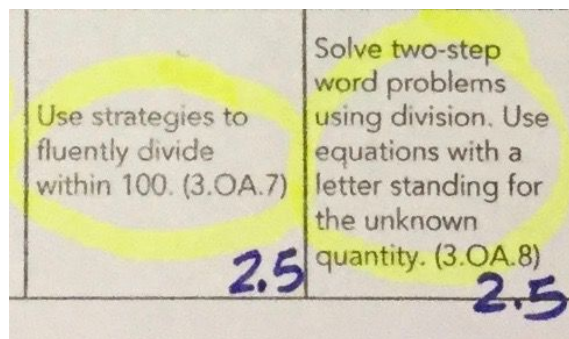 Use strategies to
fluently divide
within 100. (3.OA.7)
2.5
Solve two-step
word problems
using division. Use
equations with a
letter standing for
the unknown
quantity. (3.OA.8)
2.5